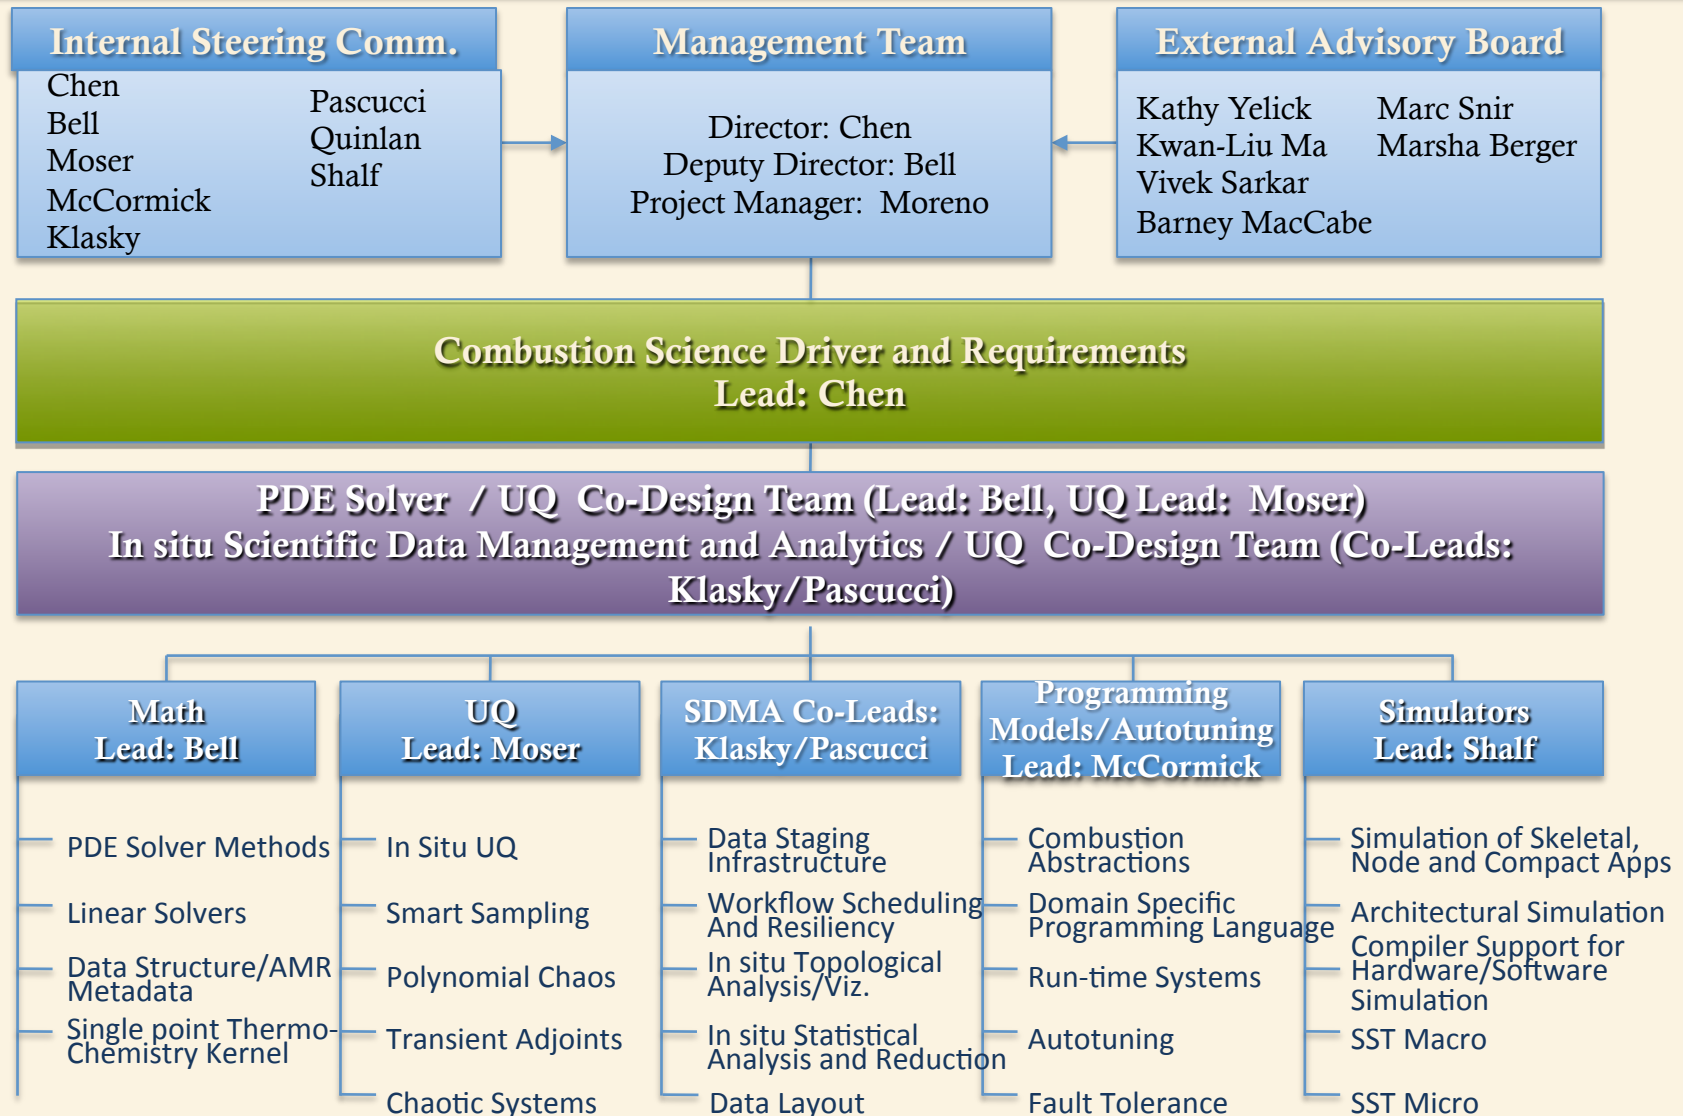 Internal Steering Comm.
Chen
Bell
Moser
McCormick
Klasky
Pascucci
Quinlan
Shalf
Management Team
Director: Chen
Deputy Director: Bell
Project Manager:  Moreno
External Advisory Board
Kathy Yelick
Kwan-Liu Ma
Vivek Sarkar
Barney MacCabe
Marc Snir
Marsha Berger
Combustion Science Driver and Requirements
Lead: Chen
PDE Solver  / UQ  Co-Design Team (Lead: Bell, UQ Lead:  Moser)
In situ Scientific Data Management and Analytics / UQ  Co-Design Team (Co-Leads:
Klasky/Pascucci)
Math
Lead: Bell
PDE Solver Methods
Linear Solvers
Data Structure/AMR
Metadata
Single point Thermo-
Chemistry Kernel
UQ
Lead: Moser
In Situ UQ
Smart Sampling
Polynomial Chaos
Transient Adjoints
Chaotic Systems
SDMA Co-Leads:
Klasky/Pascucci
Data Staging
Infrastructure
Workflow Scheduling
And Resiliency
In situ Topological
Analysis/Viz.
In situ Statistical
Analysis and Reduction
Data Layout
Programming
Models/Autotuning
Lead: McCormick
Combustion
Abstractions
Domain Specific
Programming Language
Run-time Systems
Autotuning
Fault Tolerance
Simulators
Lead: Shalf
Simulation of Skeletal,
Node and Compact Apps
Architectural Simulation
Compiler Support for
Hardware/Software
Simulation
SST Macro
SST Micro